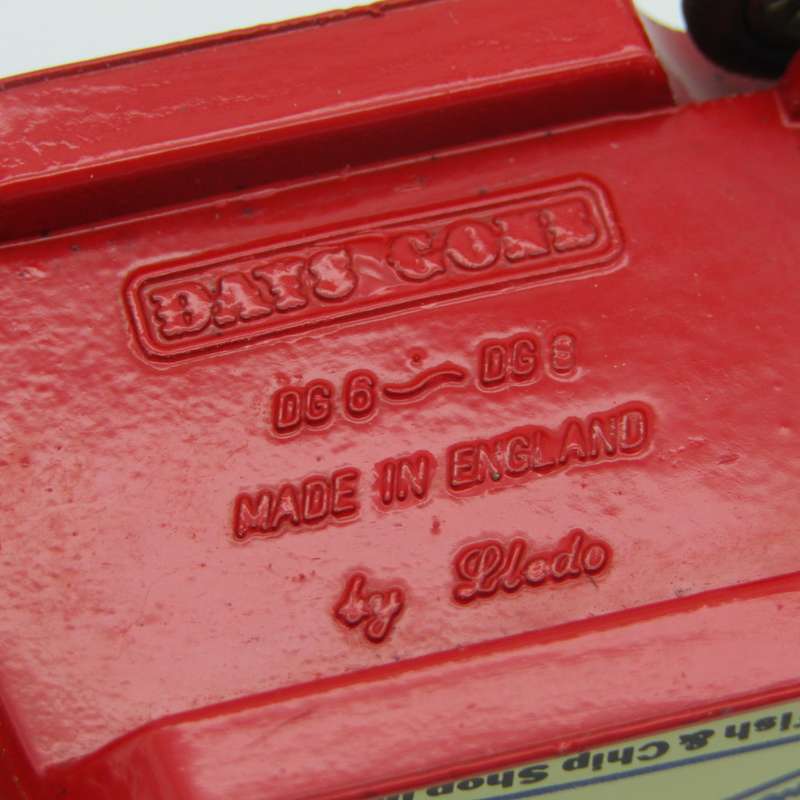 DAYS GONE
DG 6 ~ DG 8
MADE IN ENGLAND
by Lledo
Fish & Chip Shop